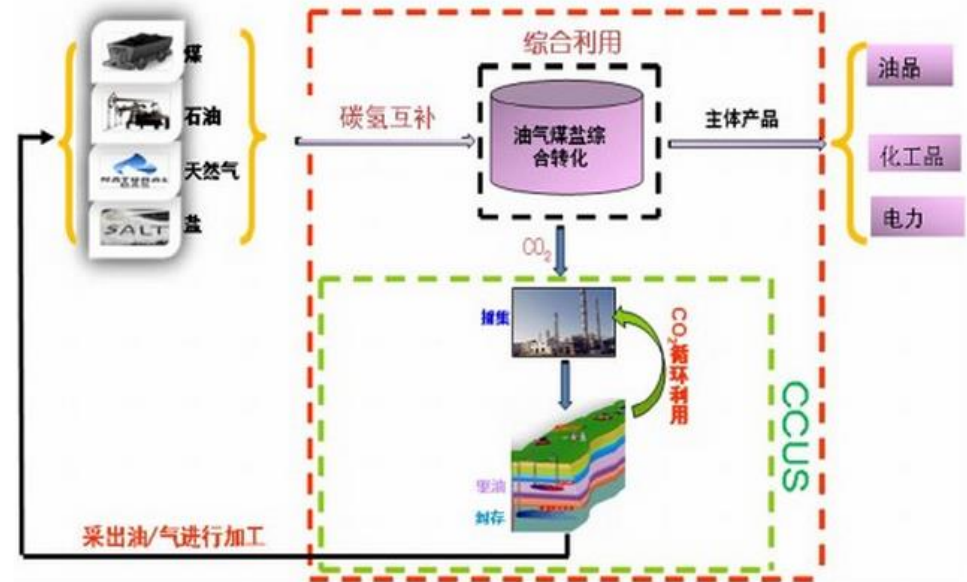 煤
石油
天然气
NATURAL
盐
SALT
碳氢互补
综合利用
油气煤盐综
合转化
主体产品
油品
化工品
电力
CO₂
捕集
CO₂循环利用
CCUS
驱油
封存
采出油/气进行加工